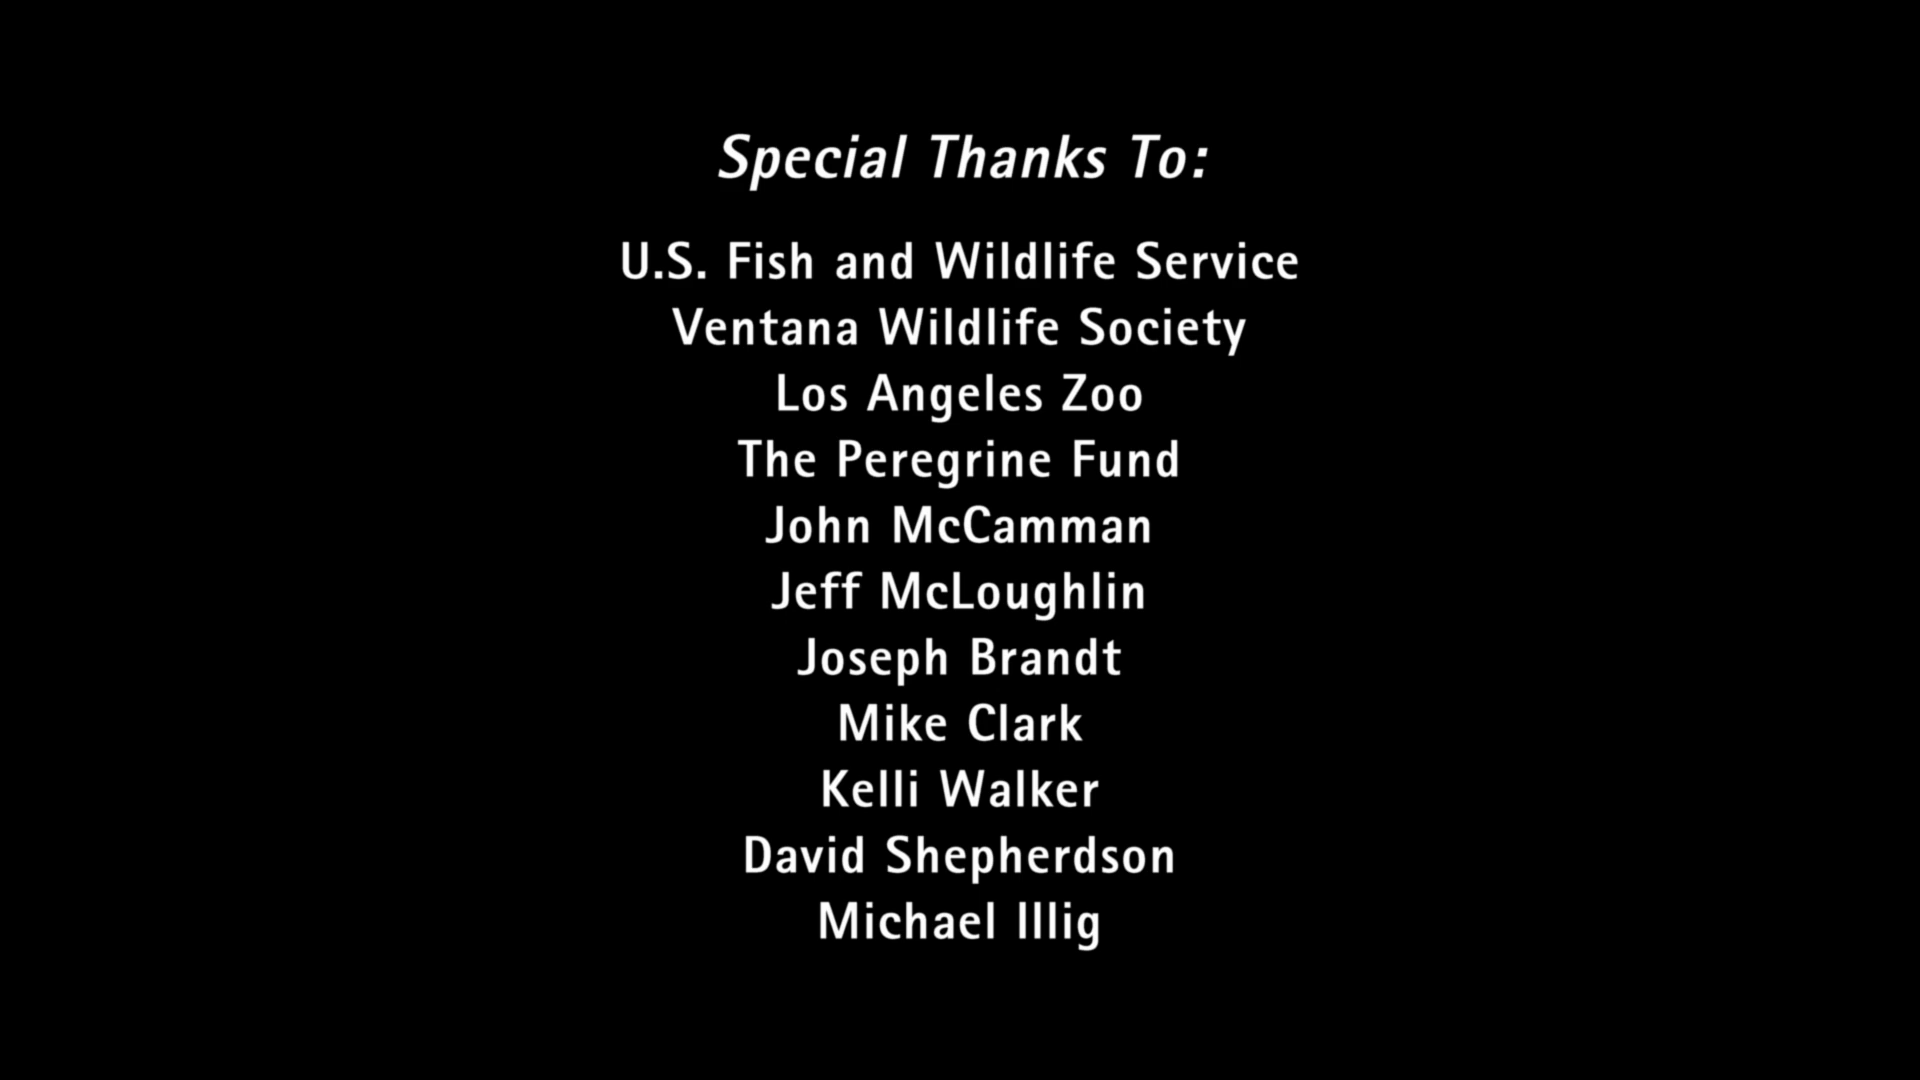 Special Thanks To:
U.S. Fish and Wildlife Service
Ventana Wildlife Society
Los Angeles Zoo
The Peregrine Fund
John McCamman
Jeff McLoughlin
Joseph Brandt
Mike Clark
Kelli Walker
David Shepherdson
Michael Illig